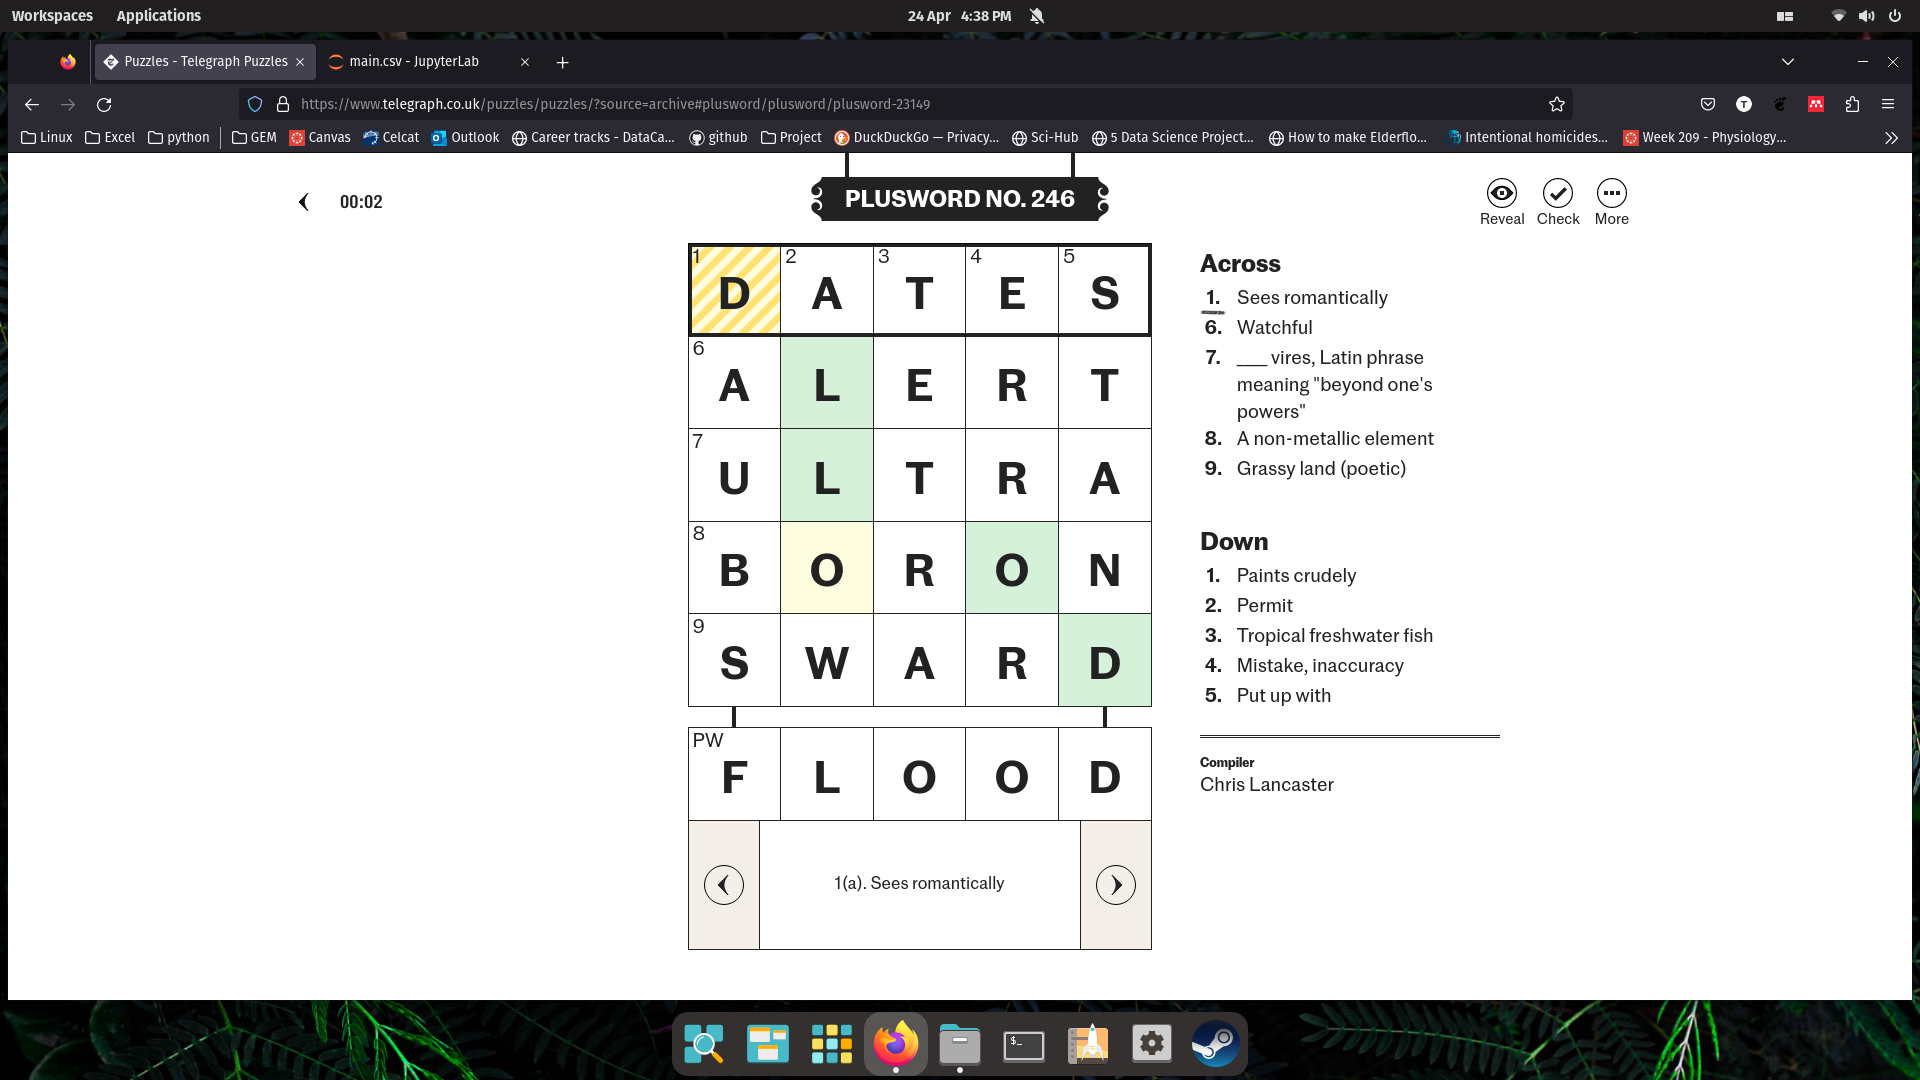 Workspaces Applications 24 Apr 4:38 PM
Puzzles - Telegraph Puzzles main.csv - JupyterLab
https://www.telegraph.co.uk/puzzles/puzzles/?source=archive#plusword/plusword/plusword-23149 T
Linux Excel python GEM Canvas Celcat Outlook Career tracks - DataCa... github Project DuckDuckGo — Privacy... Sci-Hub 5 Data Science Project... How to make Elderflo... Intentional homicides... Week 209 - Physiology...
00:02
PLUSWORD NO. 246
Reveal Check More
1 2 3 4 5
D A T E S
6
A L E R T
7
U L T R A
8
B O R O N
9
S W A R D
PW
F L O O D
1(a). Sees romantically
Across
1. Sees romantically
6. Watchful
7. ___ vires, Latin phrase
meaning "beyond one's
powers"
8. A non-metallic element
9. Grassy land (poetic)
Down
1. Paints crudely
2. Permit
3. Tropical freshwater fish
4. Mistake, inaccuracy
5. Put up with
Compiler
Chris Lancaster
$_